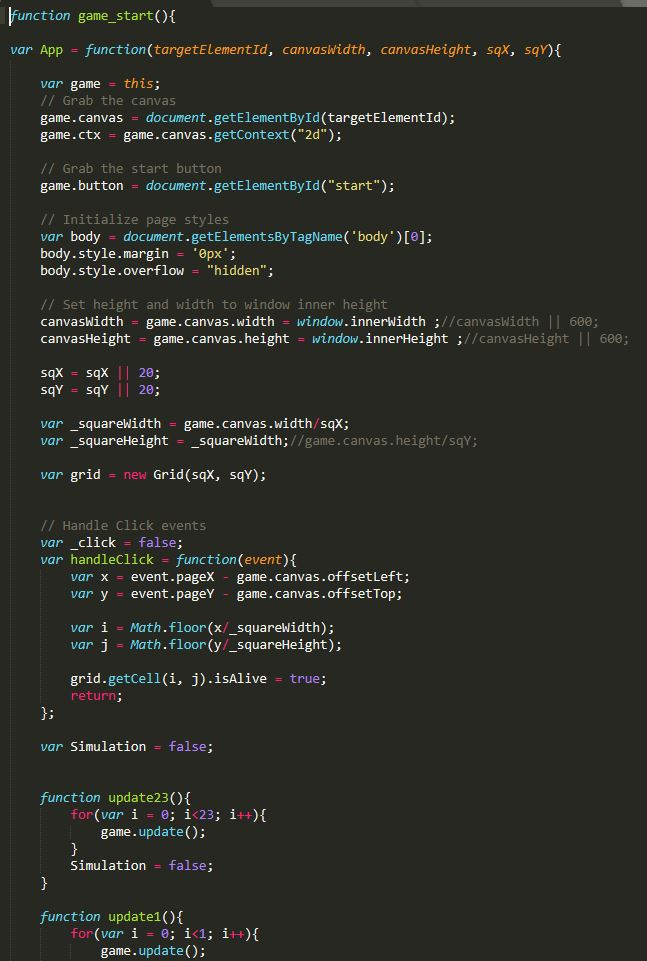 function game_start(){
var App = function(targetElementId, canvasWidth, canvasHeight, sqX, sqY){
var game = this;
// Grab the canvas
game.canvas = document.getElementById(targetElementId);
game.ctx = game.canvas.getContext("2d");
// Grab the start button
game.button = document.getElementById("start");
// Initialize page styles
var body = document.getElementsByTagName('body')[0];
body.style.margin = '0px';
body.style.overflow = "hidden";
// Set height and width to window inner height
canvasWidth = game.canvas.width = window.innerWidth ;//canvasWidth || 600;
canvasHeight = game.canvas.height = window.innerHeight ;//canvasHeight || 600;
sqX = sqX || 20;
sqY = sqY || 20;
var _squareWidth = game.canvas.width/sqX;
var _squareHeight = _squareWidth;//game.canvas.height/sqY;
var grid = new Grid(sqX, sqY);
// Handle Click events
var _click = false;
var handleClick = function(event){
var x = event.pageX - game.canvas.offsetLeft;
var y = event.pageY - game.canvas.offsetTop;
var i = Math.floor(x/_squareWidth);
var j = Math.floor(y/_squareHeight);
grid.getCell(i, j).isAlive = true;
return;
};
var Simulation = false;
function update23(){
for(var i = 0; i<23; i++){
game.update();
}
Simulation = false;
}
function update1(){
for(var i = 0; i<1; i++){
game.update();